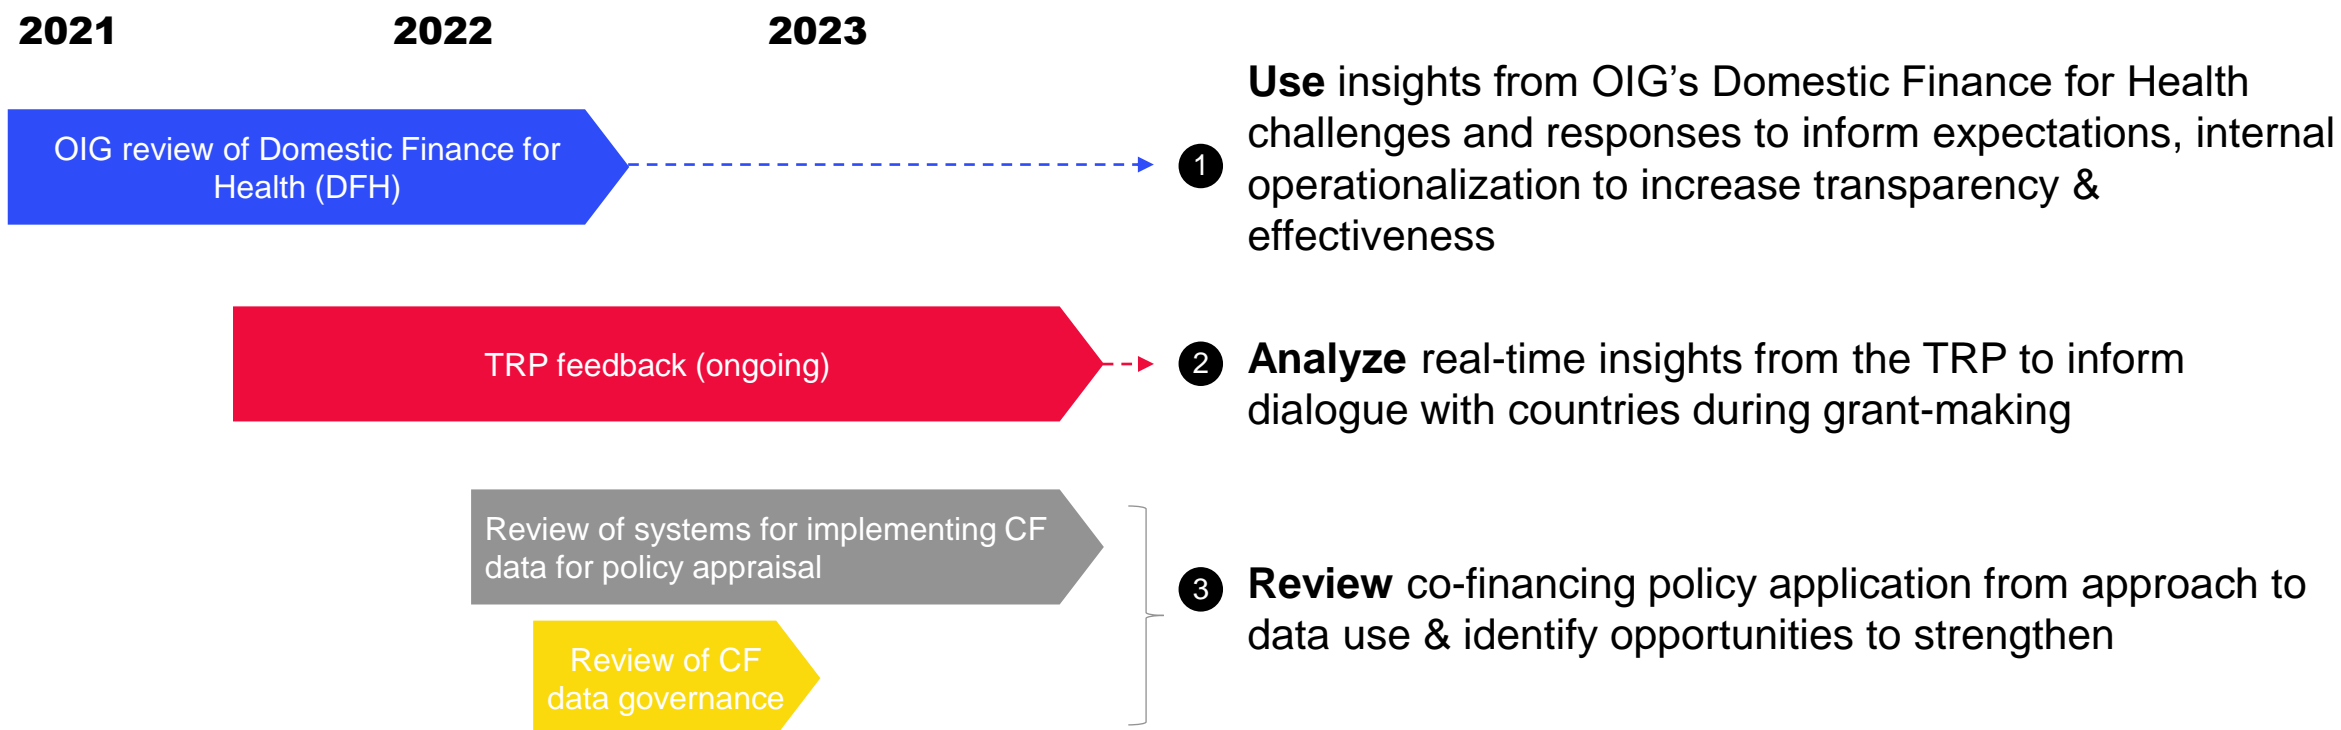 2021 2022 2023
OIG review of Domestic Finance for
Health (DFH)
1
Use insights from OIG’s Domestic Finance for Health
challenges and responses to inform expectations, internal
operationalization to increase transparency &
effectiveness
TRP feedback (ongoing)
2
Analyze real-time insights from the TRP to inform
dialogue with countries during grant-making
Review of systems for implementing CF
data for policy appraisal
Review of CF
data governance
3
Review co-financing policy application from approach to
data use & identify opportunities to strengthen